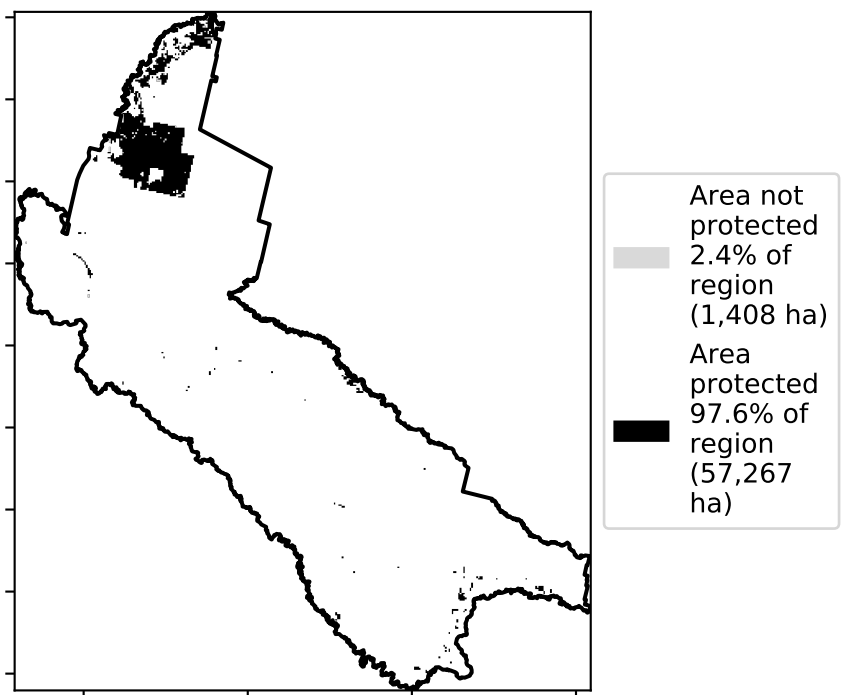 Area not
protected
2.4% of
region
(1,408 ha)
Area
protected
97.6% of
region
(57,267
ha)